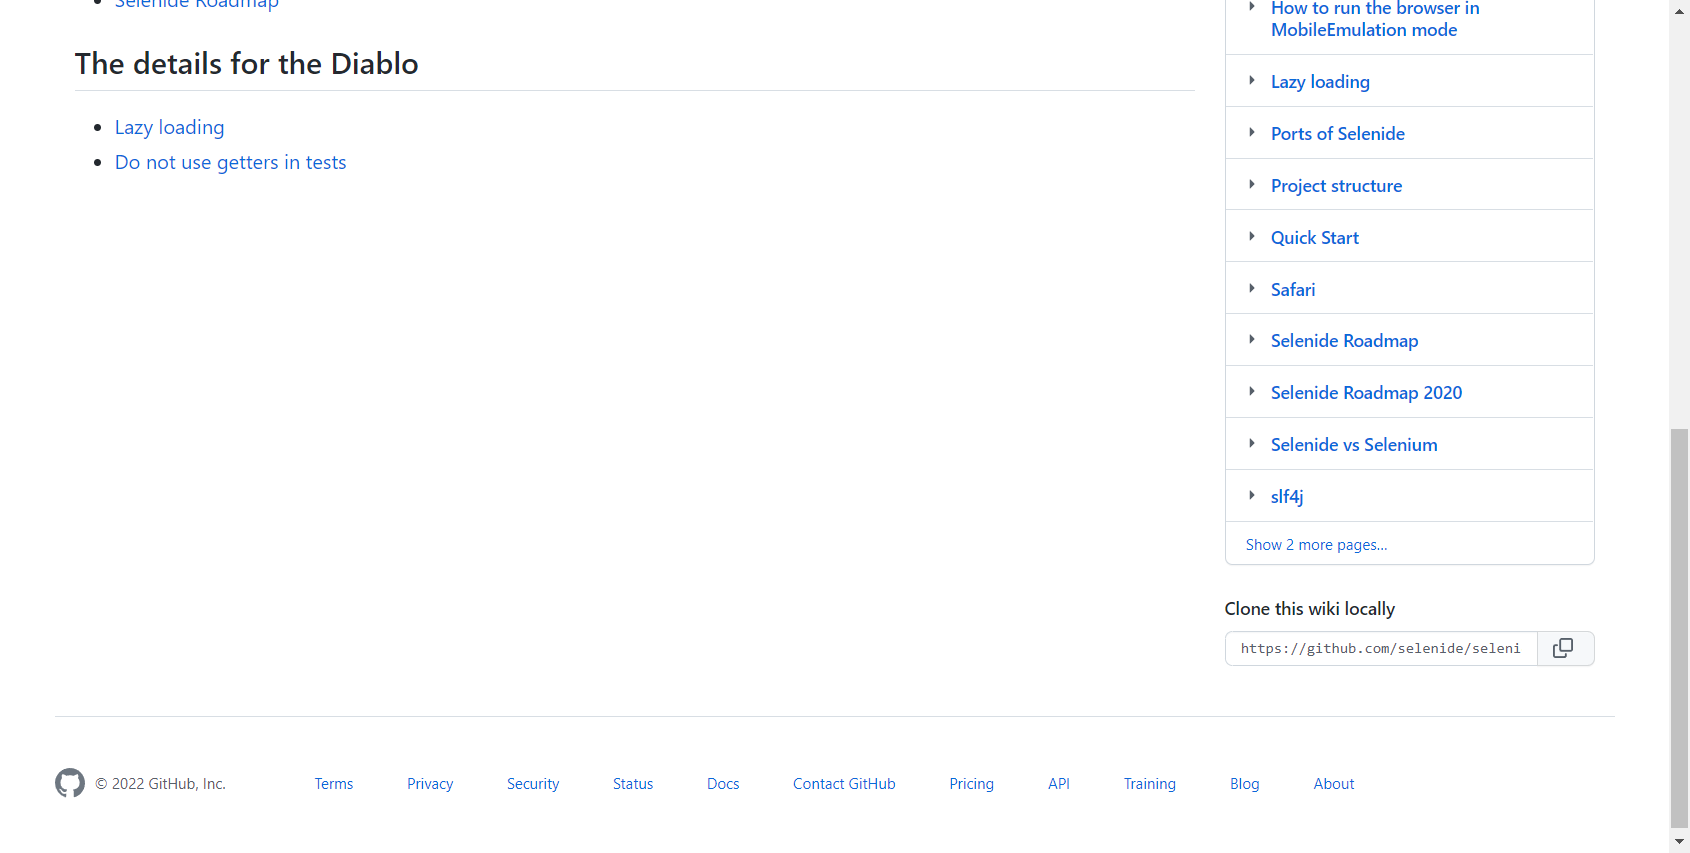 Selenide Roadmap
The details for the Diablo
Lazy loading
Do not use getters in tests
How to run the browser in
MobileEmulation mode
Lazy loading
Ports of Selenide
Project structure
Quick Start
Safari
Selenide Roadmap
Selenide Roadmap 2020
Selenide vs Selenium
slf4j
Show 2 more pages...
Clone this wiki locally
https://github.com/selenide/seleni
© 2022 GitHub, Inc. Terms Privacy Security Status Docs Contact GitHub Pricing API Training Blog About